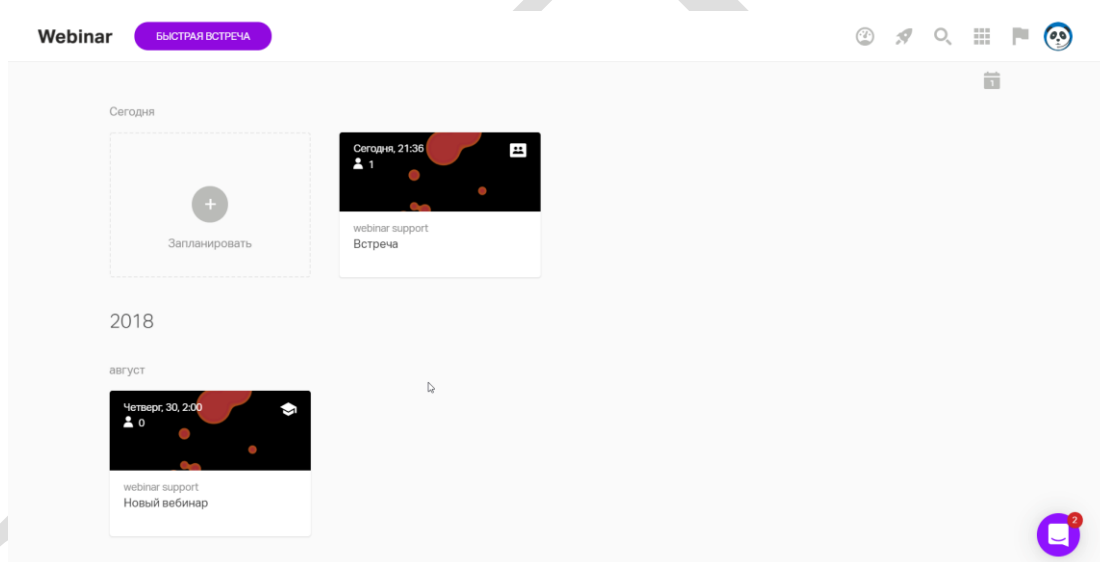 Webinar
БЫСТРАЯ ВСТРЕЧА
1
Сегодня
Сегодня, 21:36
1
+
Запланировать
webinar support
Встреча
2018
август
Четверг, 30, 2:00
0
webinar support
Новый вебинар
2